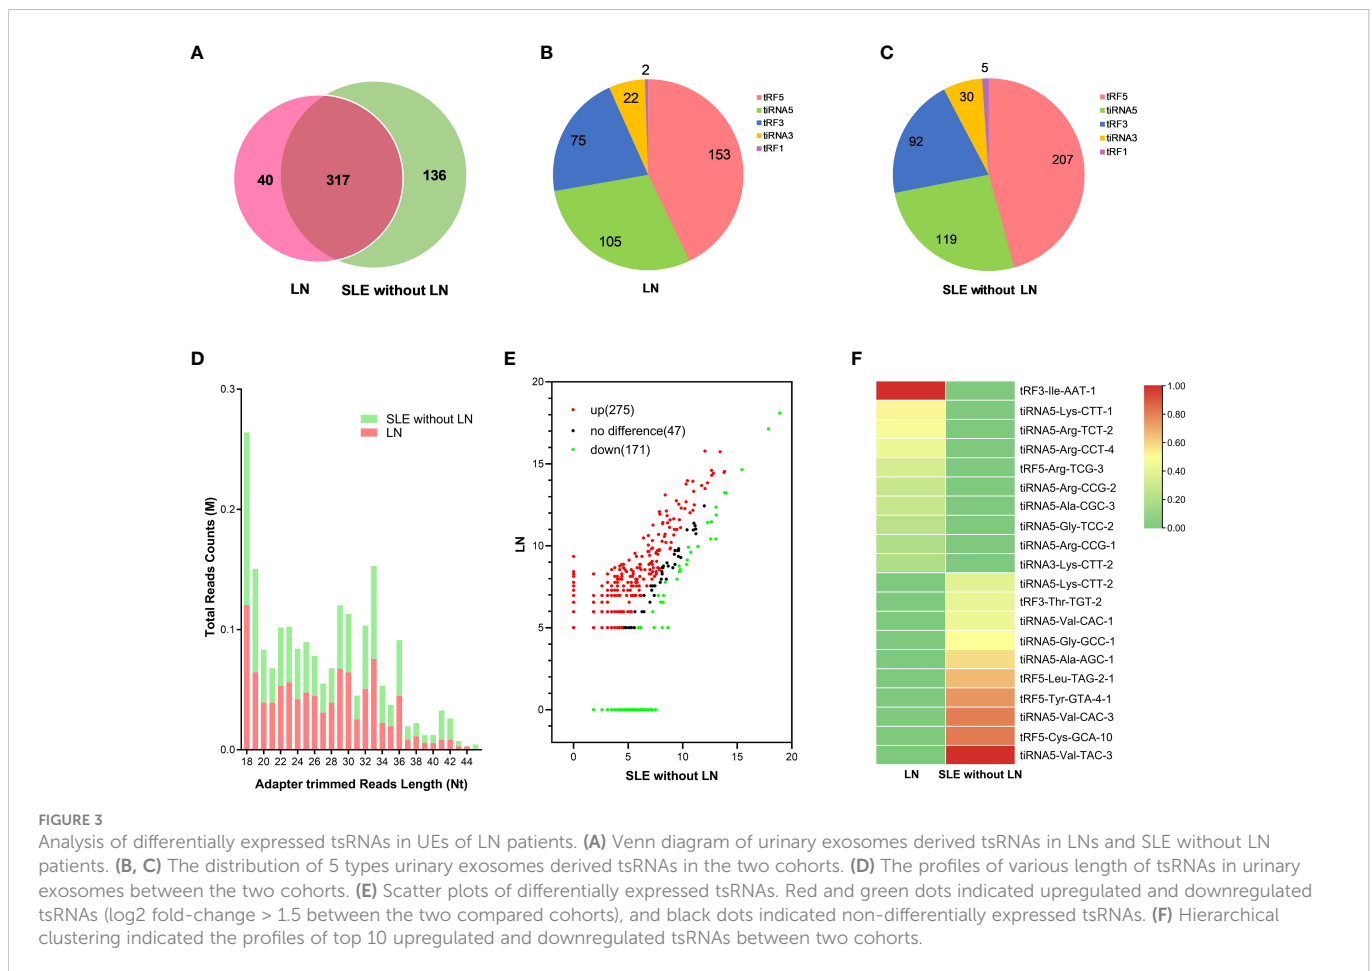 A
40
317
136
LN
SLE without LN
B
2
22
75
153
105
tRF5
tiRNA5
tRF3
tiRNA3
tRF1
LN
C
5
30
92
207
119
tRF5
tiRNA5
tRF3
tiRNA3
tRF1
SLE without LN
D
0.3
0.2
0.1
0.0
Total Reads Counts (M)
SLE without LN
LN
18 20 22 24 26 28 30 32 34 36 38 40 42 44
Adapter trimmed Reads Length (Nt)
E
20
15
10
5
0
LN
up(275)
no difference(47)
down(171)
0 5 10 15 20
SLE without LN
F
tRF3-Ile-AAT-1
tiRNA5-Lys-CTT-1
tiRNA5-Arg-TCT-2
tiRNA5-Arg-CCT-4
tRF5-Arg-TCG-3
tiRNA5-Arg-CCG-2
tiRNA5-Ala-CGC-3
tiRNA5-Gly-TCC-2
tiRNA5-Arg-CCG-1
tiRNA3-Lys-CTT-2
tiRNA5-Lys-CTT-2
tRF3-Thr-TGT-2
tiRNA5-Val-CAC-1
tiRNA5-Gly-GCC-1
tiRNA5-Ala-AGC-1
tRF5-Leu-TAG-2-1
tRF5-Tyr-GTA-4-1
tiRNA5-Val-CAC-3
tRF5-Cys-GCA-10
tiRNA5-Val-TAC-3
LN SLE without LN
1.00
0.80
0.60
0.40
0.20
0.00
FIGURE 3
Analysis of differentially expressed tsRNAs in UEs of LN patients. (A) Venn diagram of urinary exosomes derived tsRNAs in LNs and SLE without LN
patients. (B, C) The distribution of 5 types urinary exosomes derived tsRNAs in the two cohorts. (D) The profiles of various length of tsRNAs in urinary
exosomes between the two cohorts. (E) Scatter plots of differentially expressed tsRNAs. Red and green dots indicated upregulated and downregulated
tsRNAs (log2 fold-change > 1.5 between the two compared cohorts), and black dots indicated non-differentially expressed tsRNAs. (F) Hierarchical
clustering indicated the profiles of top 10 upregulated and downregulated tsRNAs between two cohorts.